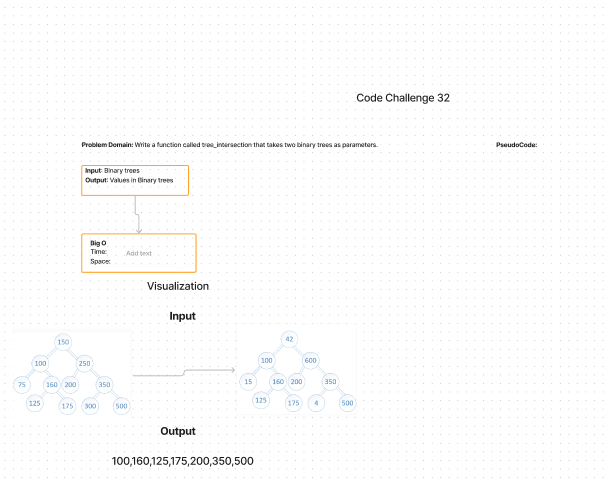 Code Challenge 32
Problem Domain: Write a function called tree_intersection that takes two binary trees as parameters.
PseudoCode:
Input: Binary trees
Output: Values in Binary trees
Big O
Time:
Add text
Space:
Visualization
Input
150
100 250
75 160 200 350
125 175 300 500
42
100 600
15 160 200 350
125 175 4 500
Output
100,160,125,175,200,350,500